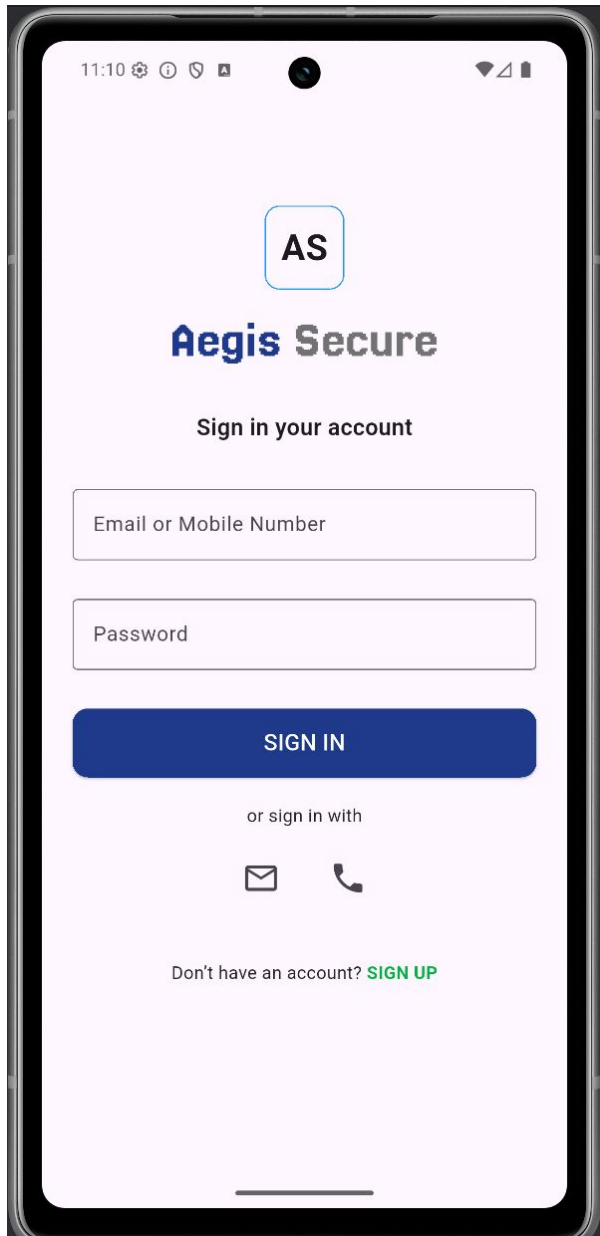 11:10
AS
Aegis Secure
Sign in your account
Email or Mobile Number
Password
SIGN IN
or sign in with
Don't have an account? SIGN UP